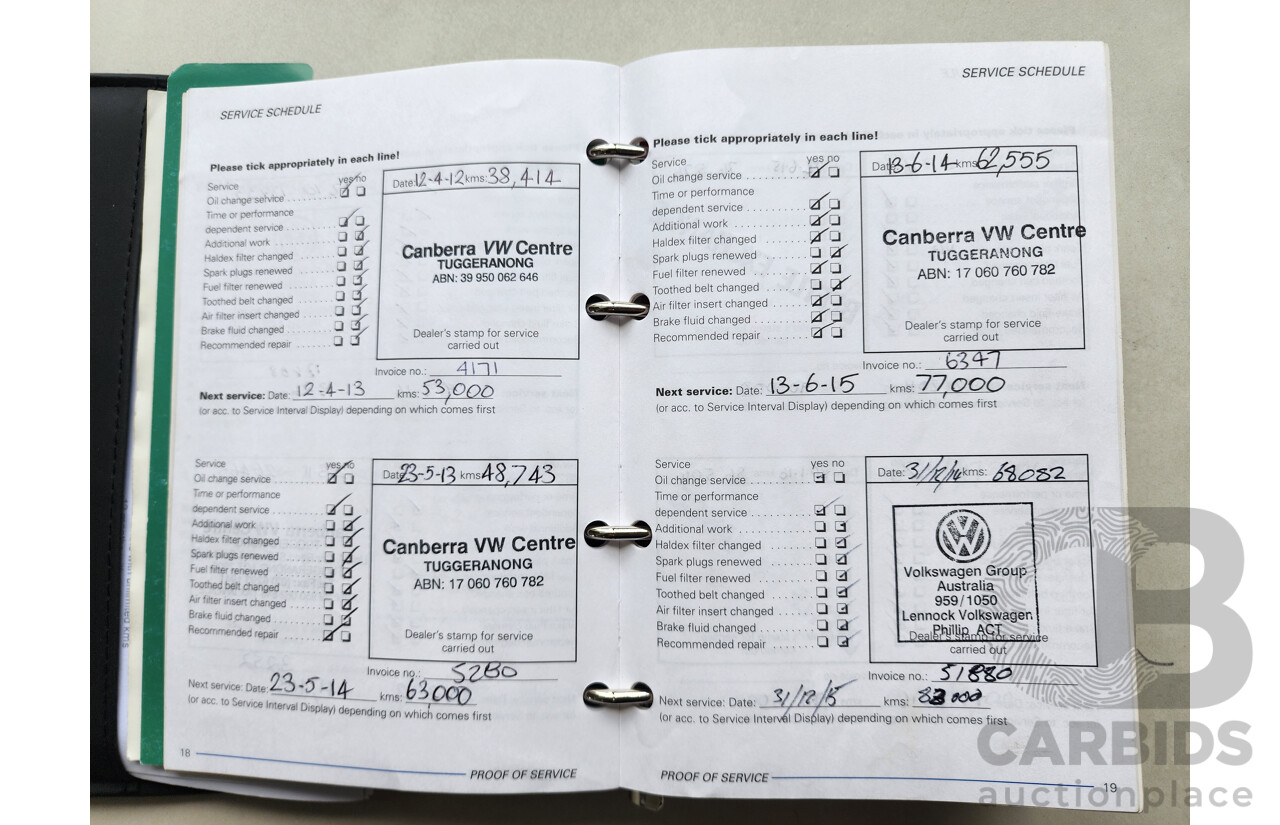 SERVICE SCHEDULE
Please tick appropriately in each line!
Service yes no
Oil change service
Time or performance
dependent service
Additional work
Haldex filter changed
Spark plugs renewed
Fuel filter renewed
Toothed belt changed
Air filter insert changed
Brake fluid changed
Recommended repair
Date: 12-4-12 kms: 38,414
Canberra VW Centre
TUGGERANONG
ABN: 39 950 062 646
Dealer's stamp for service
carried out
Invoice no.: 4171
Next service: Date: 12-4-13 kms: 53,000
(or acc. to Service Interval Display) depending on which comes first
Service yes no
Oil change service
Time or performance
dependent service
Additional work
Haldex filter changed
Spark plugs renewed
Fuel filter renewed
Toothed belt changed
Air filter insert changed
Brake fluid changed
Recommended repair
Date 23-5-13 kms: 48,743
Canberra VW Centre
TUGGERANONG
ABN: 17 060 760 782
Dealer's stamp for service
carried out
Invoice no.: 5280
Next service: Date: 23-5-14 kms: 63,000
(or acc. to Service Interval Display) depending on which comes first
18
PROOF OF SERVICE
SERVICE SCHEDULE
Please tick appropriately in each line!
Service yes no
Oil change service
Time or performance
dependent service
Additional work
Haldex filter changed
Spark plugs renewed
Fuel filter renewed
Toothed belt changed
Air filter insert changed
Brake fluid changed
Recommended repair
Date: 13-6-14 kms: 62,555
Canberra VW Centre
TUGGERANONG
ABN: 17 060 760 782
Dealer's stamp for service
carried out
Invoice no.: 6347
Next service: Date: 13-6-15 kms: 77,000
(or acc. to Service Interval Display) depending on which comes first
Service yes no
Oil change service
Time or performance
dependent service
Additional work
Haldex filter changed
Spark plugs renewed
Fuel filter renewed
Toothed belt changed
Air filter insert changed
Brake fluid changed
Recommended repair
Date: 31/12/14 kms: 68082
Volkswagen Group
Australia
959/1050
Lennock Volkswagen
Phillip ACT
Dealer's stamp for service
carried out
Invoice no.: 51880
Next service: Date: 31/12/15 kms: 83000
(or acc. to Service Interval Display) depending on which comes first
PROOF OF SERVICE
19
CARBIDS
auctionplace